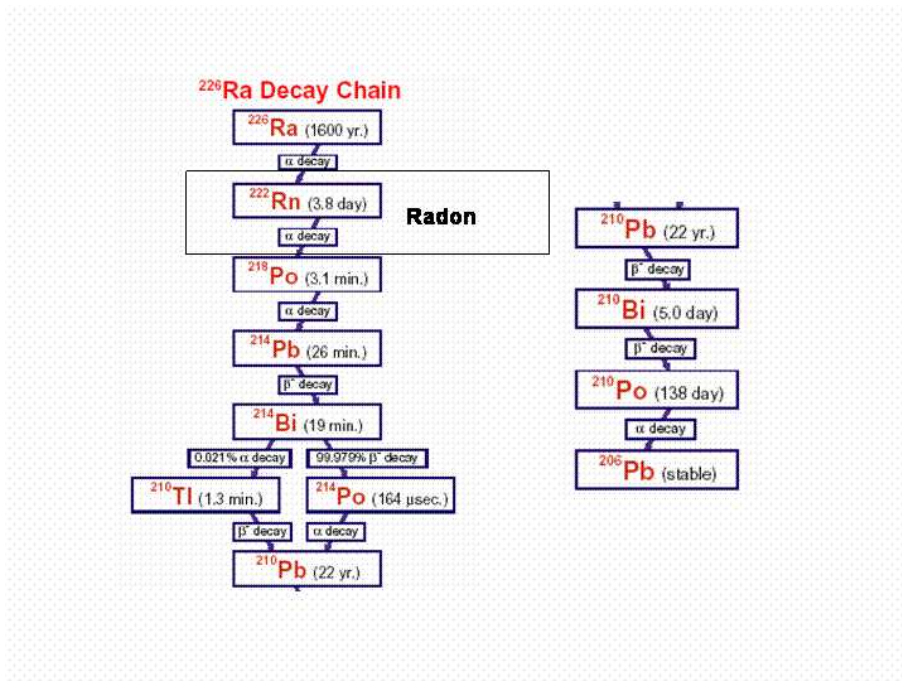 ²²⁶Ra Decay Chain
²²⁶Ra (1600 yr.)
α decay
²²²Rn (3.8 day)
Radon
α decay
²¹⁸Po (3.1 min.)
α decay
²¹⁴Pb (26 min.)
β⁻ decay
²¹⁴Bi (19 min.)
0.021% α decay 99.979% β⁻ decay
²¹⁰Tl (1.3 min.) ²¹⁴Po (164 μsec.)
β⁻ decay α decay
²¹⁰Pb (22 yr.)
²¹⁰Pb (22 yr.)
β⁻ decay
²¹⁰Bi (5.0 day)
β⁻ decay
²¹⁰Po (138 day)
α decay
²⁰⁶Pb (stable)